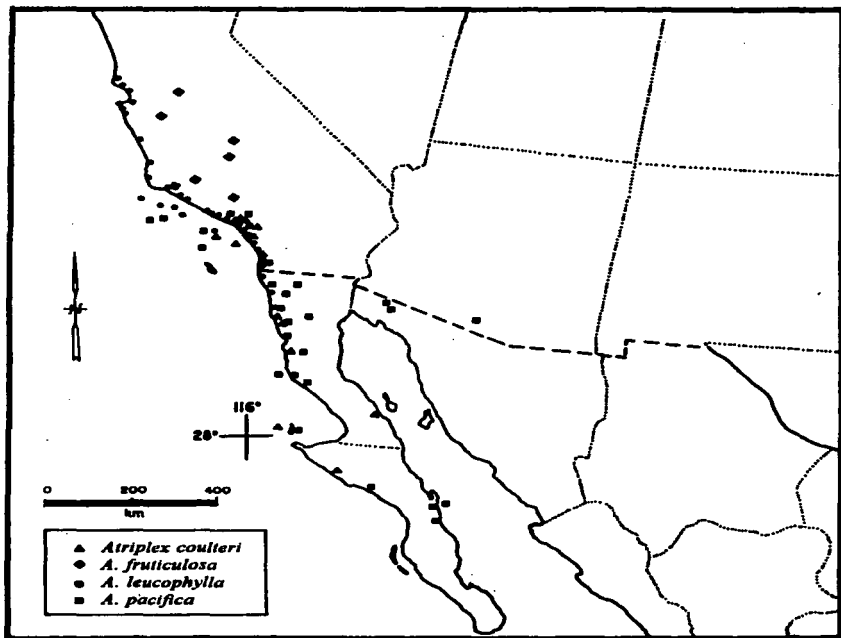 N
116°
28°
0 200 400
km
Atriplex coulteri
A. fruticulosa
A. leucophylla
A. pacifica